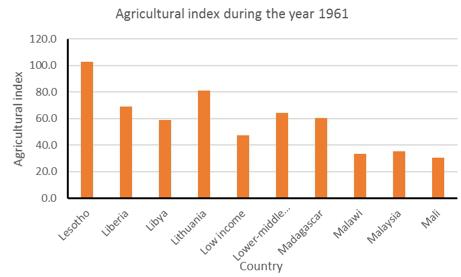 Agricultural index during the year 1961
Agricultural index
120.0
100.0
80.0
60.0
40.0
20.0
0.0
Lesotho
Liberia
Libya
Lithuania
Low income
Lower-middle...
Madagascar
Malawi
Malaysia
Mali
Country